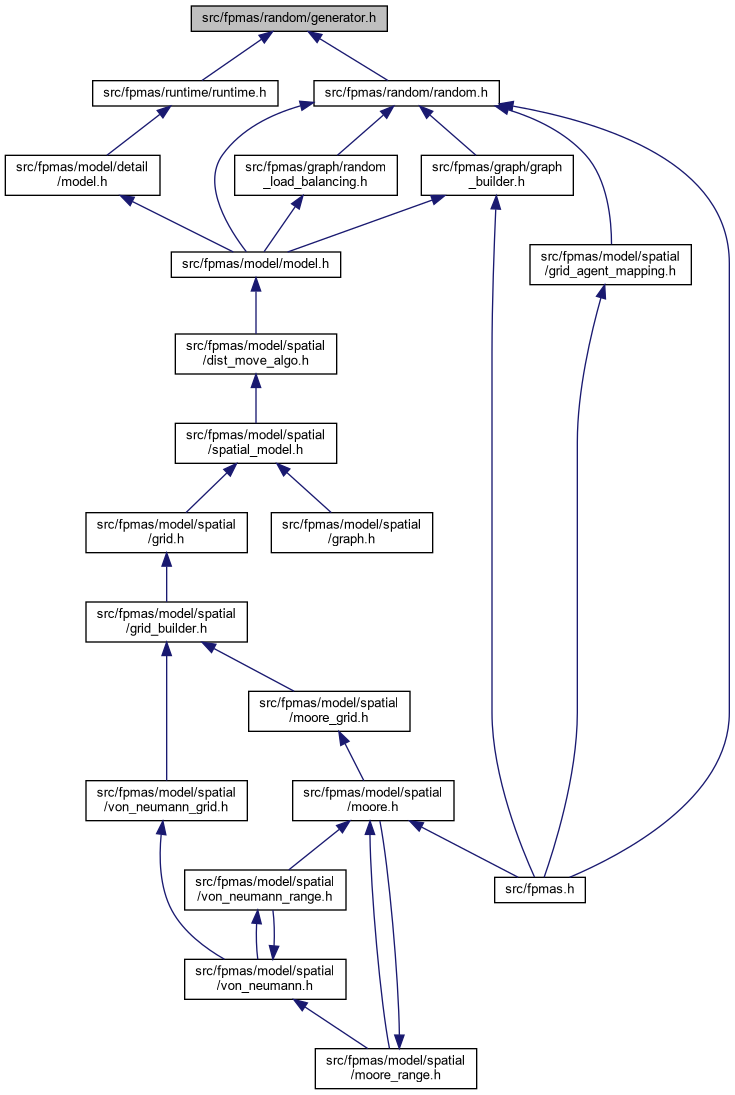 src/fpmas/random/generator.h
src/fpmas/runtime/runtime.h
src/fpmas/random/random.h
src/fpmas/model/detail
/model.h
src/fpmas/graph/random
_load_balancing.h
src/fpmas/graph/graph
_builder.h
src/fpmas/model/model.h
src/fpmas/model/spatial
/grid_agent_mapping.h
src/fpmas/model/spatial
/dist_move_algo.h
src/fpmas/model/spatial
/spatial_model.h
src/fpmas/model/spatial
/grid.h
src/fpmas/model/spatial
/graph.h
src/fpmas/model/spatial
/grid_builder.h
src/fpmas/model/spatial
/moore_grid.h
src/fpmas/model/spatial
/von_neumann_grid.h
src/fpmas/model/spatial
/moore.h
src/fpmas/model/spatial
/von_neumann_range.h
src/fpmas.h
src/fpmas/model/spatial
/von_neumann.h
src/fpmas/model/spatial
/moore_range.h